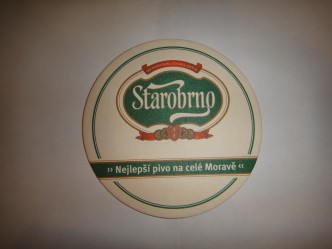 Starobrno
» Nejlepší pivo na celé Moravě «